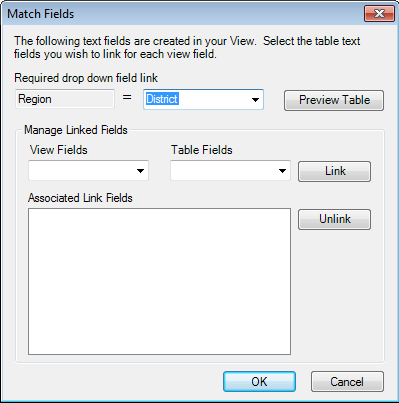 Match Fields
The following text fields are created in your View.  Select the table text
fields you wish to link for each view field.
Required drop down field link
Region = District Preview Table
Manage Linked Fields
View Fields Table Fields
Link
Associated Link Fields
Unlink
OK Cancel